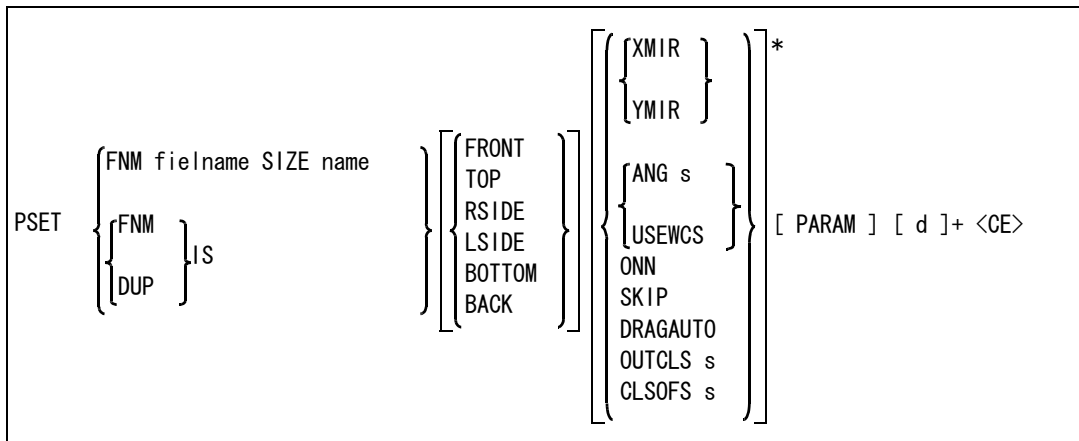 PSET
FNM fielname SIZE name
FNM
DUP
IS
FRONT
TOP
RSIDE
LSIDE
BOTTOM
BACK
XMIR
YMIR
ANG s
USEWCS
ONN
SKIP
DRAGAUTO
OUTCLS s
CLSOFS s
*
[ PARAM ] [ d ]+ <CE>